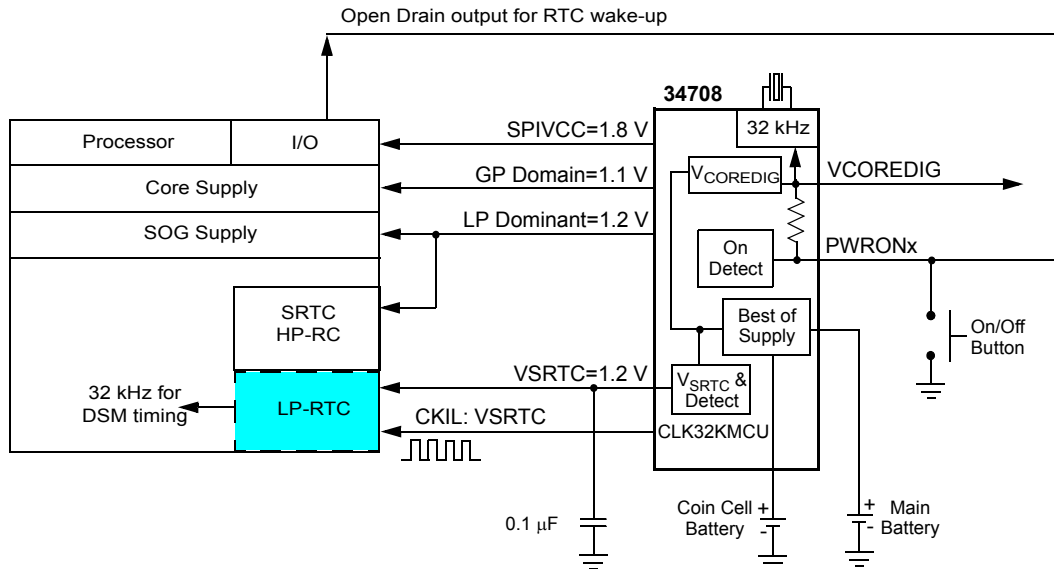 Open Drain output for RTC wake-up
34708
Processor
I/O
SPIVCC=1.8 V
32 kHz
Core Supply
GP Domain=1.1 V
VCOREDIG
VCOREDIG
SOG Supply
LP Dominant=1.2 V
On
Detect
PWRONx
SRTC
HP-RC
Best of
Supply
On/Off
Button
32 kHz for
DSM timing
LP-RTC
VSRTC=1.2 V
VSRTC &
Detect
CKIL: VSRTC
CLK32KMCU
0.1 μF
Coin Cell
Battery
+
-
+
-
Main
Battery